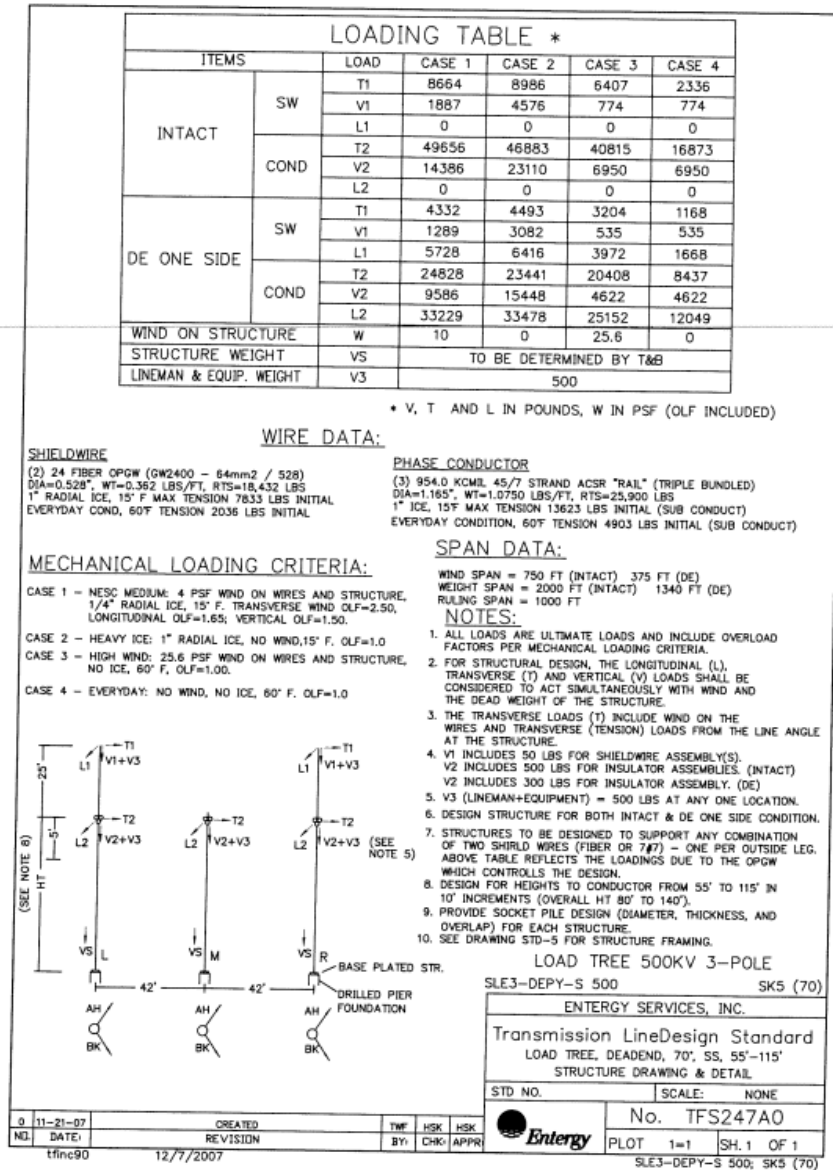 LOADING TABLE *
ITEMS LOAD CASE 1 CASE 2 CASE 3 CASE 4
INTACT SW T1 8664 8986 6407 2336
V1 1887 4576 774 774
L1 0 0 0 0
COND T2 49656 46883 40815 16873
V2 14386 23110 6950 6950
L2 0 0 0 0
DE ONE SIDE SW T1 4332 4493 3204 1168
V1 1289 3082 535 535
L1 5728 6416 3972 1668
COND T2 24828 23441 20408 8437
V2 9586 15448 4622 4622
L2 33229 33478 25152 12049
WIND ON STRUCTURE W 10 0 25.6 0
STRUCTURE WEIGHT VS TO BE DETERMINED BY T&B
LINEMAN & EQUIP. WEIGHT V3 500
* V, T AND L IN POUNDS, W IN PSF (OLF INCLUDED)
WIRE DATA:
SHIELDWIRE
(2) 24 FIBER OPGW (GW2400 - 64mm2 / 528)
DIA=0.528", WT=0.362 LBS/FT, RTS=18,432 LBS
1" RADIAL ICE, 15° F MAX TENSION 7833 LBS INITIAL
EVERYDAY COND, 60°F TENSION 2036 LBS INITIAL
PHASE CONDUCTOR
(3) 954.0 KCMIL 45/7 STRAND ACSR "RAIL" (TRIPLE BUNDLED)
DIA=1.165", WT=1.0750 LBS/FT, RTS=25,900 LBS
1" ICE, 15°F MAX TENSION 13623 LBS INITIAL (SUB CONDUCT)
EVERYDAY CONDITION, 60°F TENSION 4903 LBS INITIAL (SUB CONDUCT)
MECHANICAL LOADING CRITERIA:
CASE 1 - NESC MEDIUM: 4 PSF WIND ON WIRES AND STRUCTURE,
1/4" RADIAL ICE, 15° F. TRANSVERSE WIND OLF=2.50,
LONGITUDINAL OLF=1.65; VERTICAL OLF=1.50.
CASE 2 - HEAVY ICE: 1" RADIAL ICE, NO WIND,15° F. OLF=1.0
CASE 3 - HIGH WIND: 25.6 PSF WIND ON WIRES AND STRUCTURE,
NO ICE, 60° F, OLF=1.00.
CASE 4 - EVERYDAY: NO WIND, NO ICE, 60° F. OLF=1.0
SPAN DATA:
WIND SPAN = 750 FT (INTACT) 375 FT (DE)
WEIGHT SPAN = 2000 FT (INTACT) 1340 FT (DE)
RULING SPAN = 1000 FT
NOTES:
1. ALL LOADS ARE ULTIMATE LOADS AND INCLUDE OVERLOAD
FACTORS PER MECHANICAL LOADING CRITERIA.
2. FOR STRUCTURAL DESIGN, THE LONGITUDINAL (L),
TRANSVERSE (T) AND VERTICAL (V) LOADS SHALL BE
CONSIDERED TO ACT SIMULTANEOUSLY WITH WIND AND
THE DEAD WEIGHT OF THE STRUCTURE.
3. THE TRANSVERSE LOADS (T) INCLUDE WIND ON THE
WIRES AND TRANSVERSE (TENSION) LOADS FROM THE LINE ANGLE
AT THE STRUCTURE.
4. V1 INCLUDES 50 LBS FOR SHIELDWIRE ASSEMBLY(S).
V2 INCLUDES 500 LBS FOR INSULATOR ASSEMBLIES. (INTACT)
V2 INCLUDES 300 LBS FOR INSULATOR ASSEMBLY. (DE)
5. V3 (LINEMAN+EQUIPMENT) = 500 LBS AT ANY ONE LOCATION.
6. DESIGN STRUCTURE FOR BOTH INTACT & DE ONE SIDE CONDITION.
7. STRUCTURES TO BE DESIGNED TO SUPPORT ANY COMBINATION
OF TWO SHIRLD WIRES (FIBER OR 7#7) - ONE PER OUTSIDE LEG.
ABOVE TABLE REFLECTS THE LOADINGS DUE TO THE OPGW
WHICH CONTROLLS THE DESIGN.
8. DESIGN FOR HEIGHTS TO CONDUCTOR FROM 55' TO 115' IN
10' INCREMENTS (OVERALL HT 80' TO 140').
9. PROVIDE SOCKET PILE DESIGN (DIAMETER, THICKNESS, AND
OVERLAP) FOR EACH STRUCTURE.
10. SEE DRAWING STD-5 FOR STRUCTURE FRAMING.
T1 T1
L1 V1+V3 L1 V1+V3
25'
T2 T2 T2
5' L2 V2+V3 L2 V2+V3 L2 V2+V3 (SEE
NOTE 5)
HT
(SEE NOTE 8)
VS L VS M VS R
BASE PLATED STR.
42' 42'
DRILLED PIER
FOUNDATION
AH AH AH
BK BK BK
LOAD TREE 500KV 3-POLE
SLE3-DEPY-S 500 SK5 (70)
ENTERGY SERVICES, INC.
Transmission LineDesign Standard
LOAD TREE, DEADEND, 70°, SS, 55'-115'
STRUCTURE DRAWING & DETAIL
STD NO. SCALE: NONE
Entergy No. TFS247A0
PLOT 1=1 SH. 1 OF 1
0 11-21-07 CREATED TWF HSK HSK
NO. DATE: REVISION BY: CHK: APPR:
tfinc90 12/7/2007
SLE3-DEPY-S 500; SK5 (70)